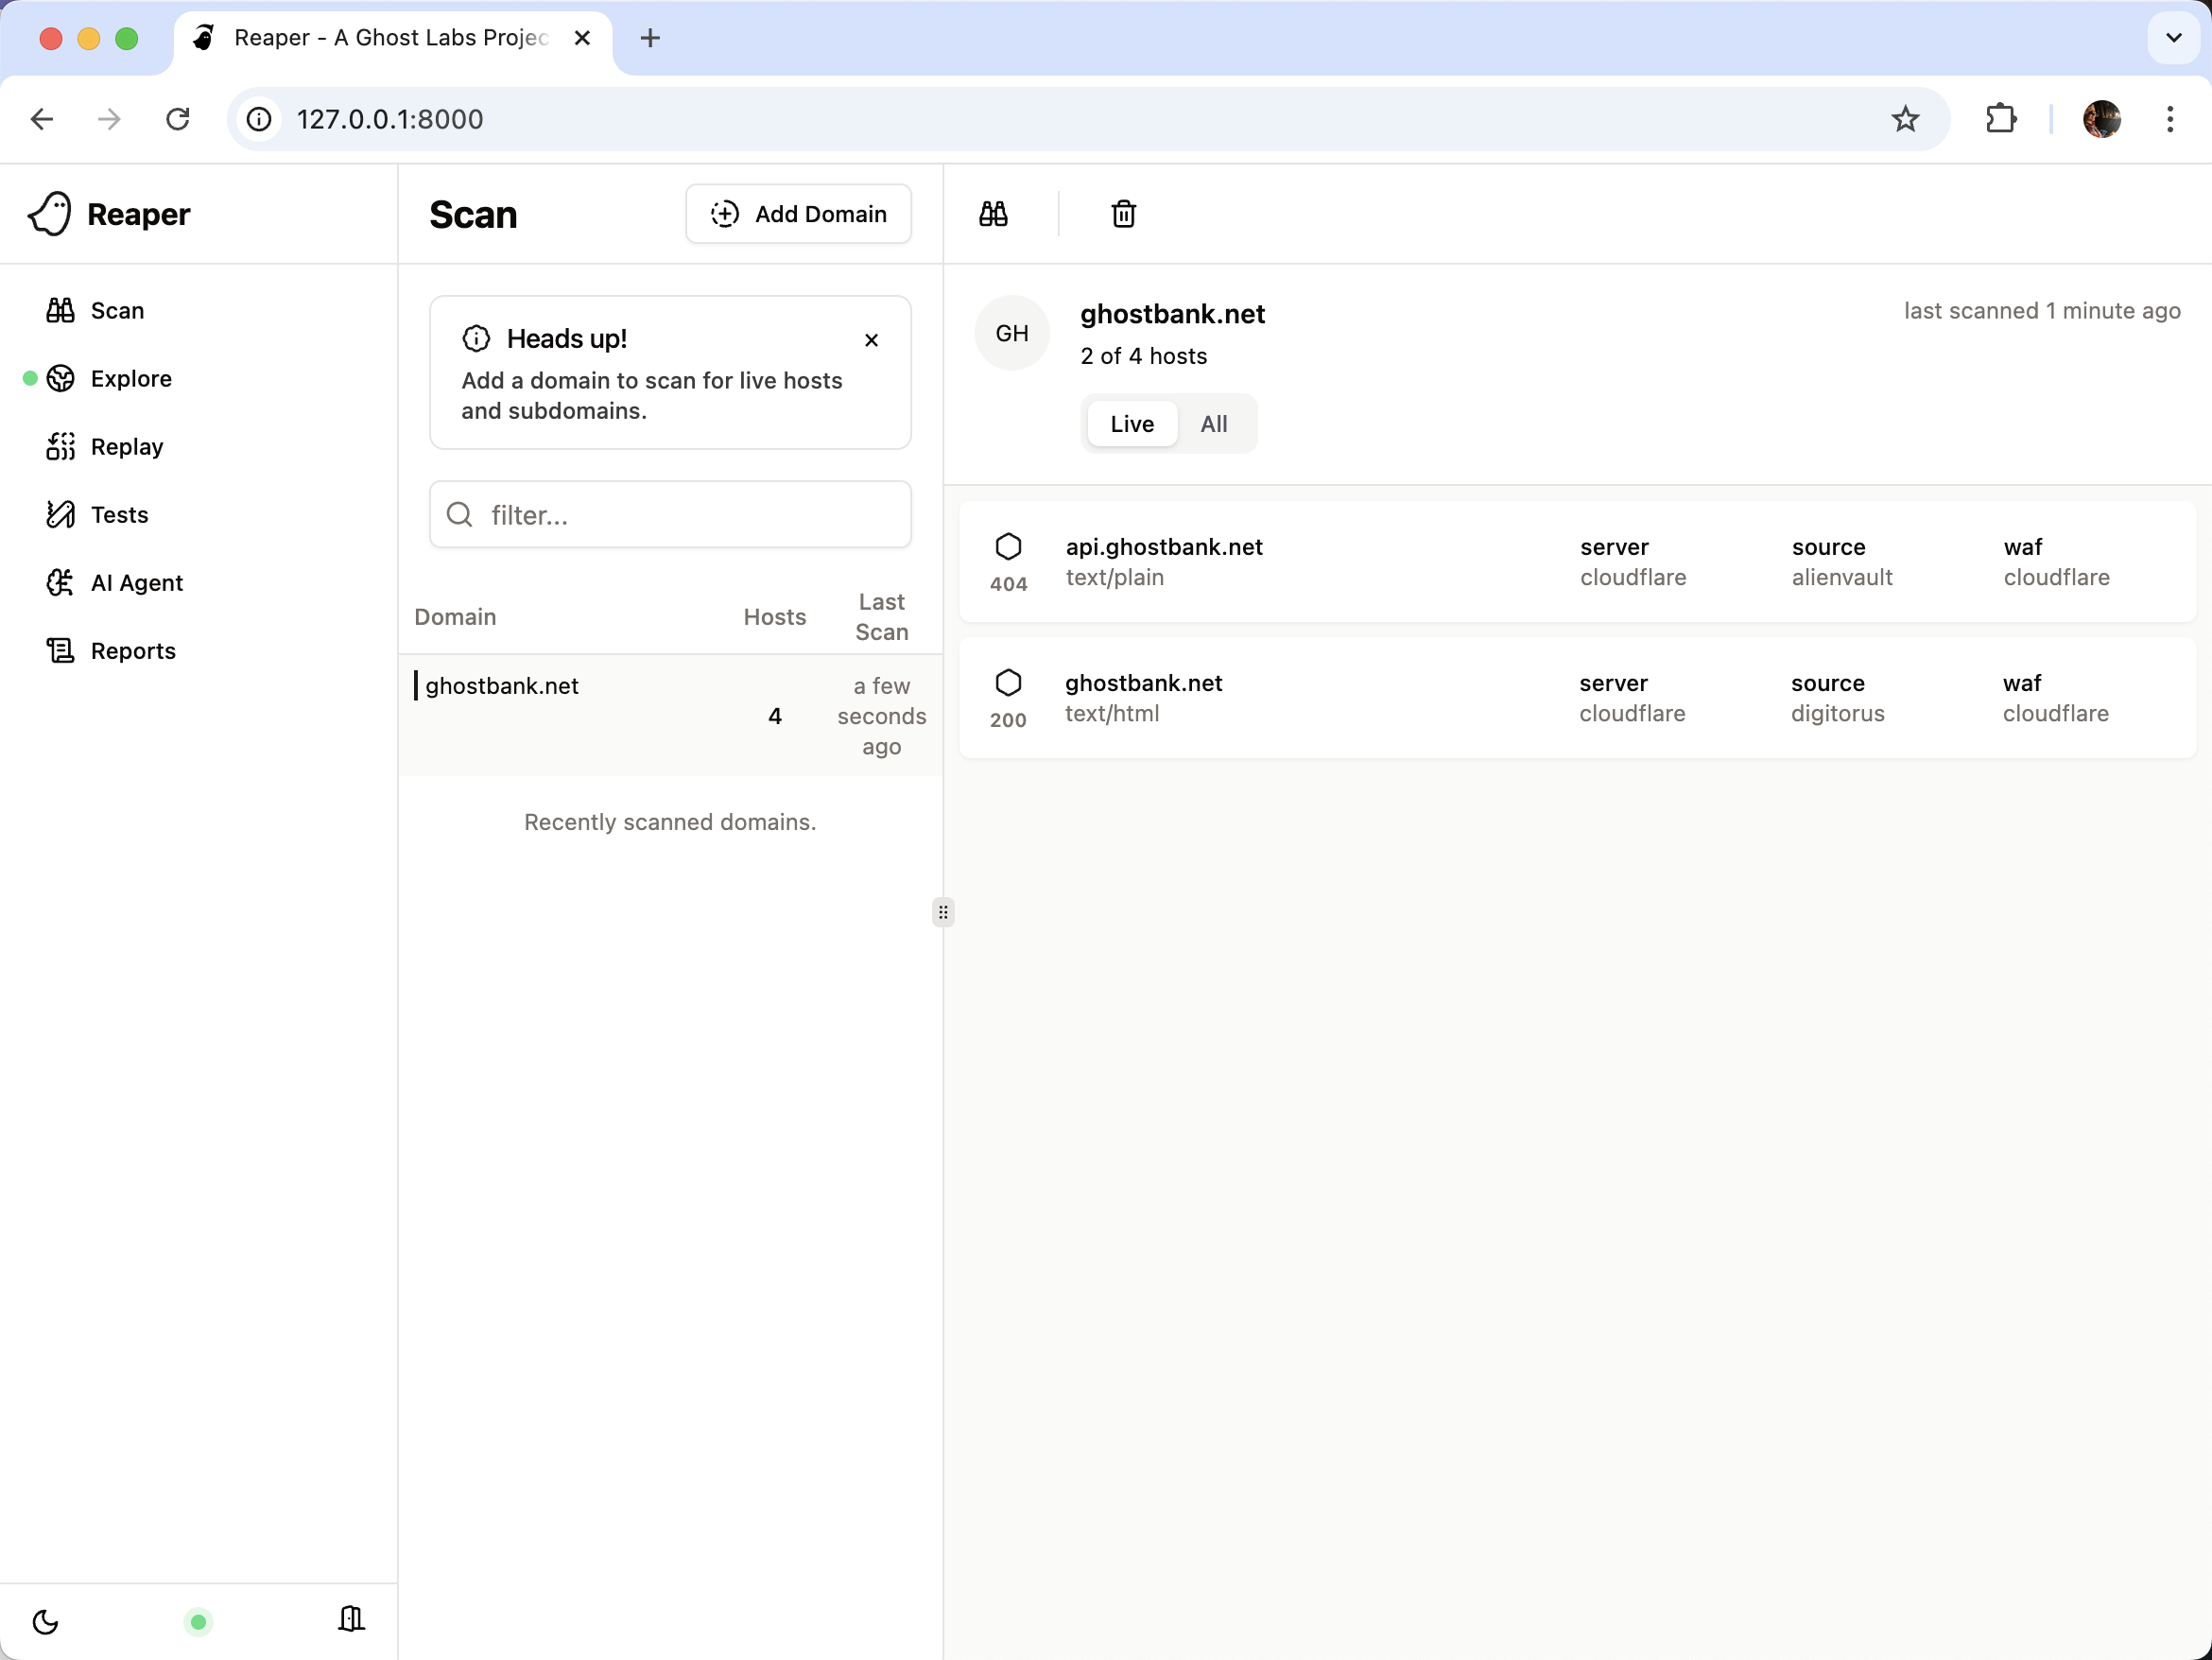 Reaper - A Ghost Labs Projec
127.0.0.1:8000
Reaper
Scan
Explore
Replay
Tests
AI Agent
Reports
Scan
Add Domain
Heads up!
Add a domain to scan for live hosts
and subdomains.
filter...
Domain
Hosts
Last
Scan
ghostbank.net
4
a few
seconds
ago
Recently scanned domains.
GH
ghostbank.net
2 of 4 hosts
last scanned 1 minute ago
Live
All
404
api.ghostbank.net
text/plain
server
cloudflare
source
alienvault
waf
cloudflare
200
ghostbank.net
text/html
server
cloudflare
source
digitorus
waf
cloudflare